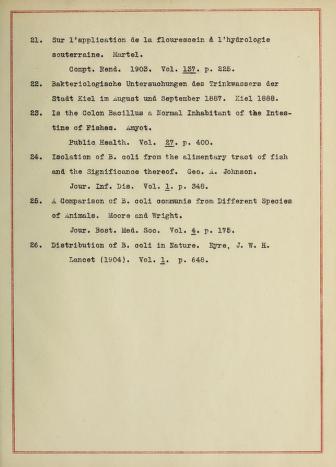 21. Sur l'application de la flourescein à l'hydrologie
souterraine. Martel.
Compt. Rend. 1903. Vol. 137. p. 225.
22. Bakteriologische Untersuchungen des Trinkwassers der
Stadt Kiel im August und September 1887. Kiel 1888.
23. Is the Colon Bacillus a Normal Inhabitant of the Intes-
tine of Fishes. Amyot.
Public Health. Vol. 27. p. 400.
24. Isolation of B. coli from the alimentary tract of fish
and the Significance thereof. Geo. A. Johnson.
Jour. Inf. Dis. Vol. 1. p. 348.
25. A Comparison of B. coli communis from Different Species
of Animals. Moore and Wright.
Jour. Bost. Med. Soc. Vol. 4. p. 175.
26. Distribution of B. coli in Nature. Eyre, J. W. H.
Lancet (1904). Vol. 1. p. 648.